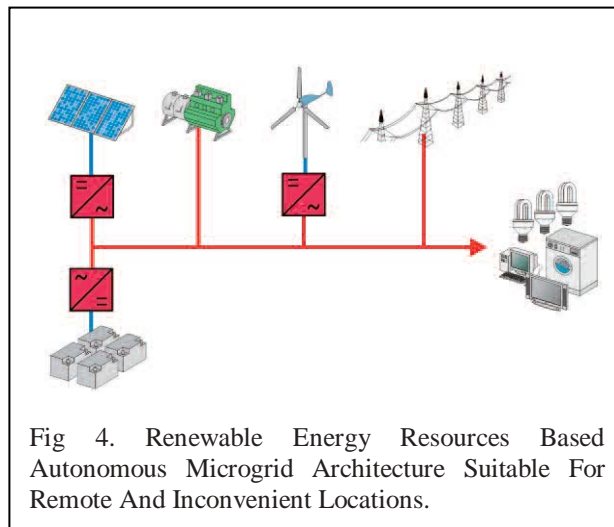 =
~
=
~
~
=
Fig 4. Renewable Energy Resources Based
Autonomous Microgrid Architecture Suitable For
Remote And Inconvenient Locations.